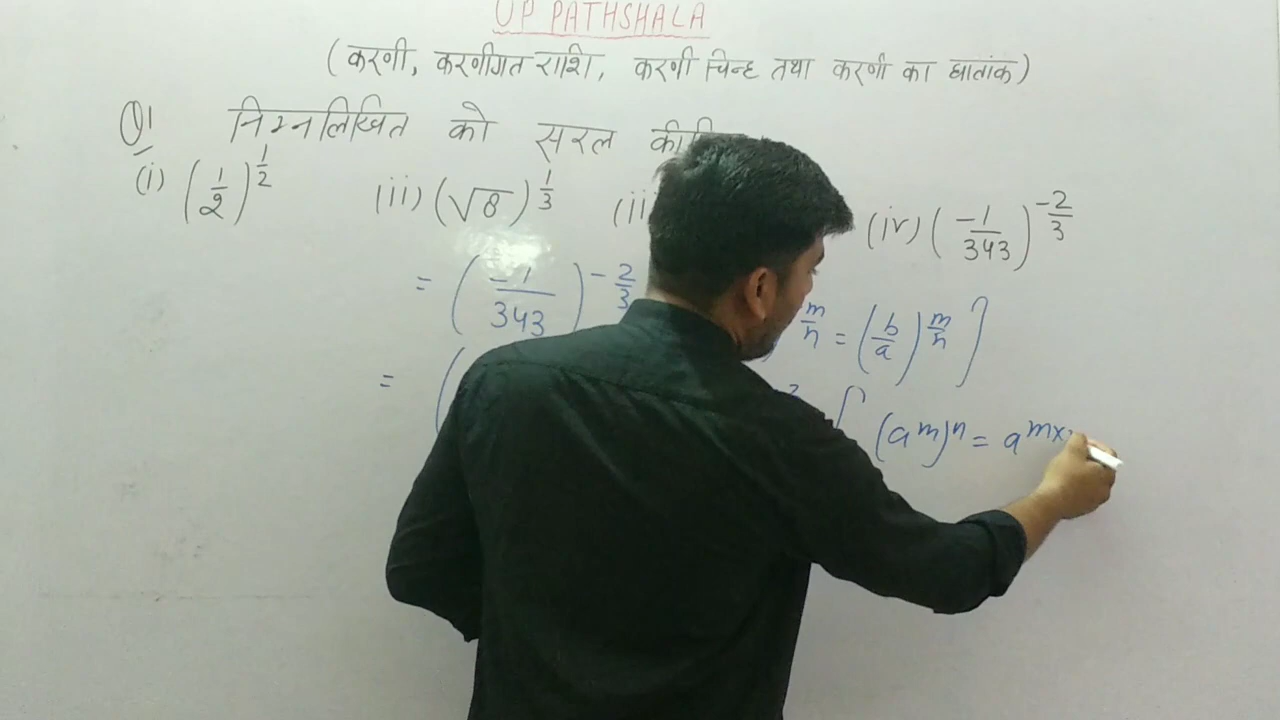 UP PATHSHALA
(करणी, करणीगत राशि, करणी चिन्ह तथा करणी का घातांक)
Q1 निम्नलिखित को सरल
(i) (1/2)^1/2 (ii) (√8)^1/3 (iv) (-1/343)^-2/3
= (-1/343)^-2/3 m/n = (b/a)^m/n ]
= ( [ (a^m)^n = a^mx